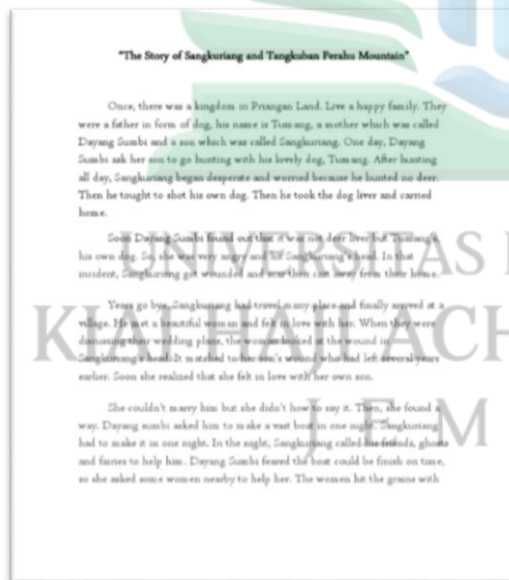 "The Story of Sangkuriang and Tangkuban Perahu Mountain"
Once, there was a kingdom in Priangan Land. Live a happy family. They
were a father in form of dog, his name is Tumang, a mother which was called
Dayang Sumbi and a son which was called Sangkuriang. One day, Dayang
Sumbi ask her son to go hunting with his lovely dog, Tumang. After hunting
all day, Sangkuriang began desperate and worried because he hunted no deer.
Then he tought to shot his own dog. Then he took the dog liver and carried
home.
Soon Dayang Sumbi found out that it was not deer liver but Tumang's,
his own dog. So, she was very angry and hit Sangkuriang's head. In that
incident, Sangkuriang got wounded and scar then cast away from their home.
Years go bye, Sangkuriang had travel many place and finally arrived at a
village. He met a beautiful woman and felt in love with her. When they were
discussing their wedding plans, the woman looked at the wound in
Sangkuriang's head. It matched to her son's wound who had left several years
earlier. Soon she realized that she felt in love with her own son.
She couldn't marry him but she didn't how to say it. Then, she found a
way. Dayang sumbi asked him to make a vast boat in one night. Sangkuriang
had to make it in one night. In the night, Sangkuriang called his friends, ghosts
and fairies to help him. Dayang Sumbi feared the boat could be finish on time,
so she asked some women nearby to help her. The women hit the grains with
UNIVERSITAS
KIAI HAJI ACH
J E M